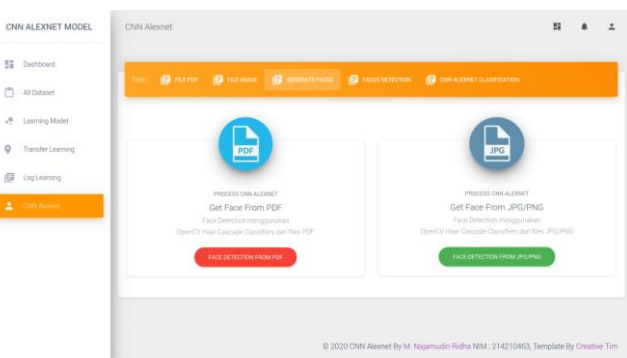 CNN ALEXNET MODEL
CNN Alexnet
Dashboard
All Dataset
Learning Model
Transfer Learning
Log Learning
CNN Alexnet
FILE PDF
FILE IMAGE
GENERATE FACES
FACES DETECTION
CNN ALEXNET CLASIFICATION
PDF
PROCESS CNN ALEXNET
Get Face From PDF
Face Detection menggunakan
OpenCV Haar Cascade Classifiers dari files PDF
FACE DETECTION FROM PDF
JPG
PROCESS CNN ALEXNET
Get Face From JPG/PNG
Face Detection menggunakan
OpenCV Haar Cascade Classifiers dari files JPG/PNG
FACE DETECTION FROM JPG/PNG
© 2020 CNN Alexnet By M. Najamudin Ridha NIM : 214210463, Template By Creative Tim